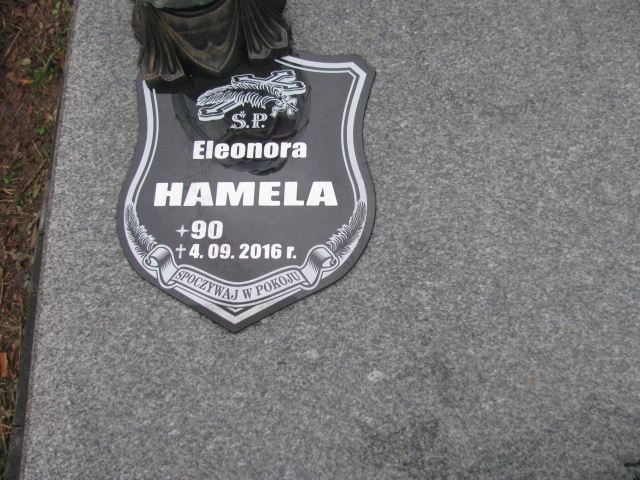 Ś.P.
Eleonora
HAMELA
+90
†4. 09. 2016 r.
SPOCZYWAJ W POKOJU